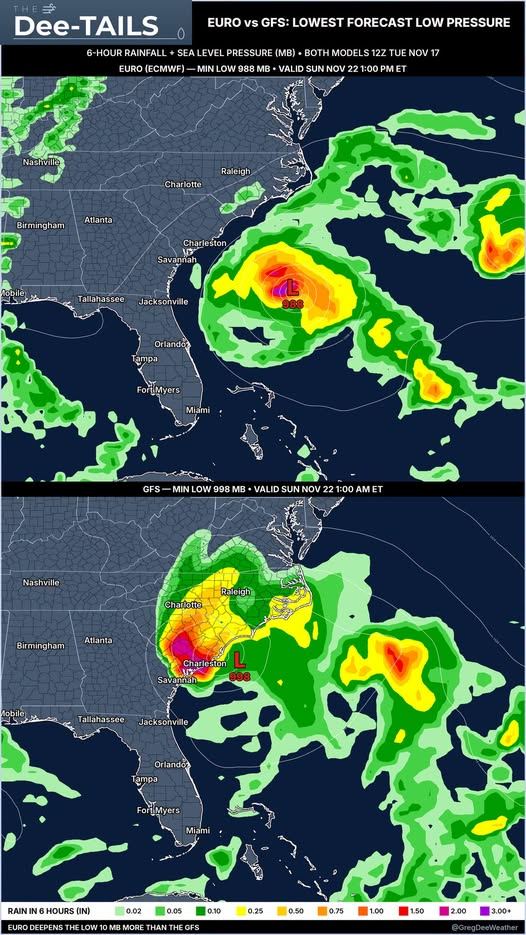 THE
Dee-TAILS
EURO vs GFS: LOWEST FORECAST LOW PRESSURE
6-HOUR RAINFALL + SEA LEVEL PRESSURE (MB) • BOTH MODELS 12Z TUE NOV 17
EURO (ECMWF) — MIN LOW 988 MB • VALID SUN NOV 22 1:00 PM ET
Nashville
Raleigh
Charlotte
Atlanta
Birmingham
Charleston
Savannah
L
988
Mobile
Tallahassee
Jacksonville
Orlando
Tampa
Fort Myers
Miami
GFS — MIN LOW 998 MB • VALID SUN NOV 22 1:00 AM ET
Nashville
Raleigh
Charlotte
Atlanta
Birmingham
Charleston
L
998
Savannah
Mobile
Tallahassee
Jacksonville
Orlando
Tampa
Fort Myers
Miami
RAIN IN 6 HOURS (IN) 0.02 0.05 0.10 0.25 0.50 0.75 1.00 1.50 2.00 3.00+
EURO DEEPENS THE LOW 10 MB MORE THAN THE GFS
@GregDeeWeather